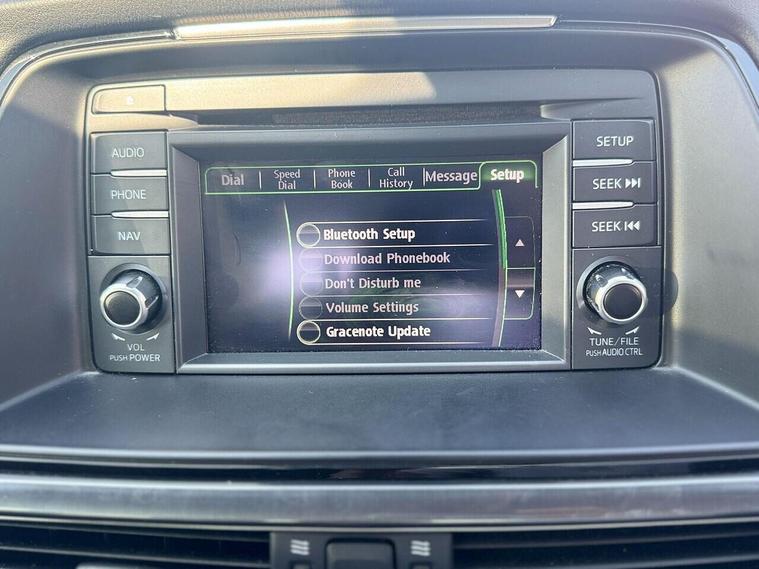 AUDIO
PHONE
NAV
VOL
PUSH POWER
Dial
Speed
Dial
Phone
Book
Call
History
Message
Setup
Bluetooth Setup
Download Phonebook
Don't Disturb me
Volume Settings
Gracenote Update
SETUP
SEEK
SEEK
TUNE/FILE
PUSH AUDIO CTRL